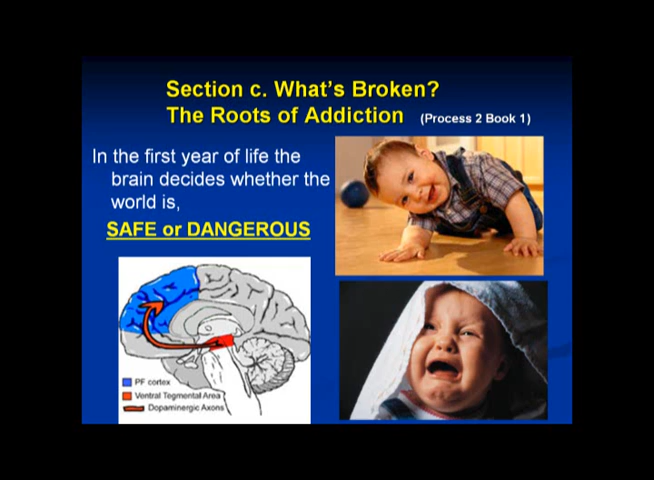 Section c. What's Broken?
The Roots of Addiction (Process 2 Book 1)
In the first year of life the
brain decides whether the
world is,
SAFE or DANGEROUS
PF cortex
Ventral Tegmental Area
Dopaminergic Axons